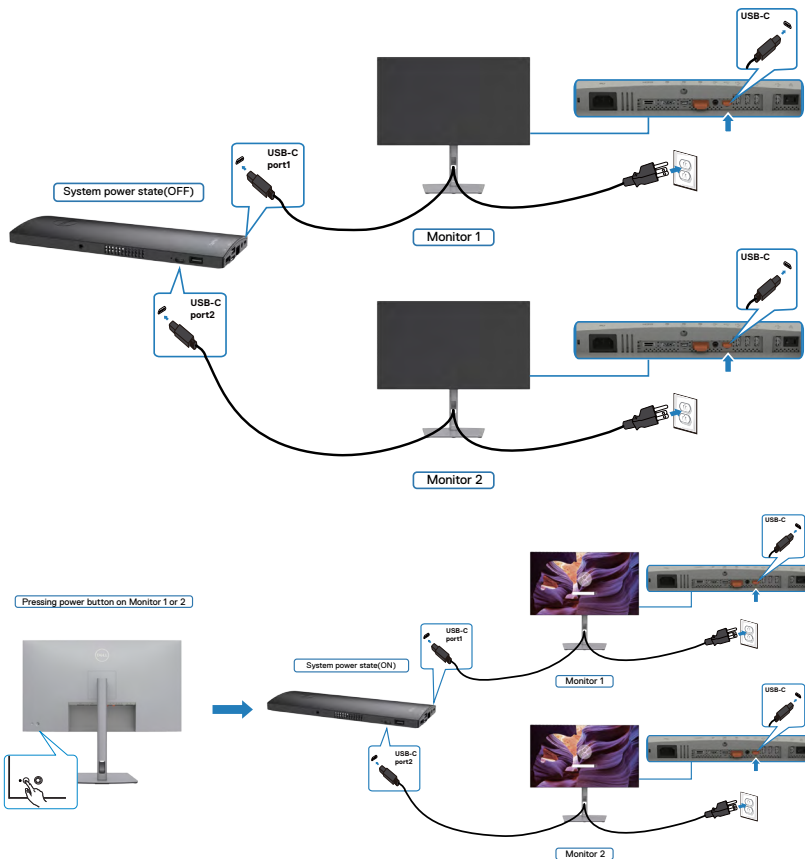 USB-C
USB-C
port1
System power state(OFF)
Monitor 1
USB-C
USB-C
port2
Monitor 2
USB-C
Pressing power button on Monitor 1 or 2
USB-C
port1
System power state(ON)
Monitor 1
USB-C
DELL
USB-C
port2
Monitor 2